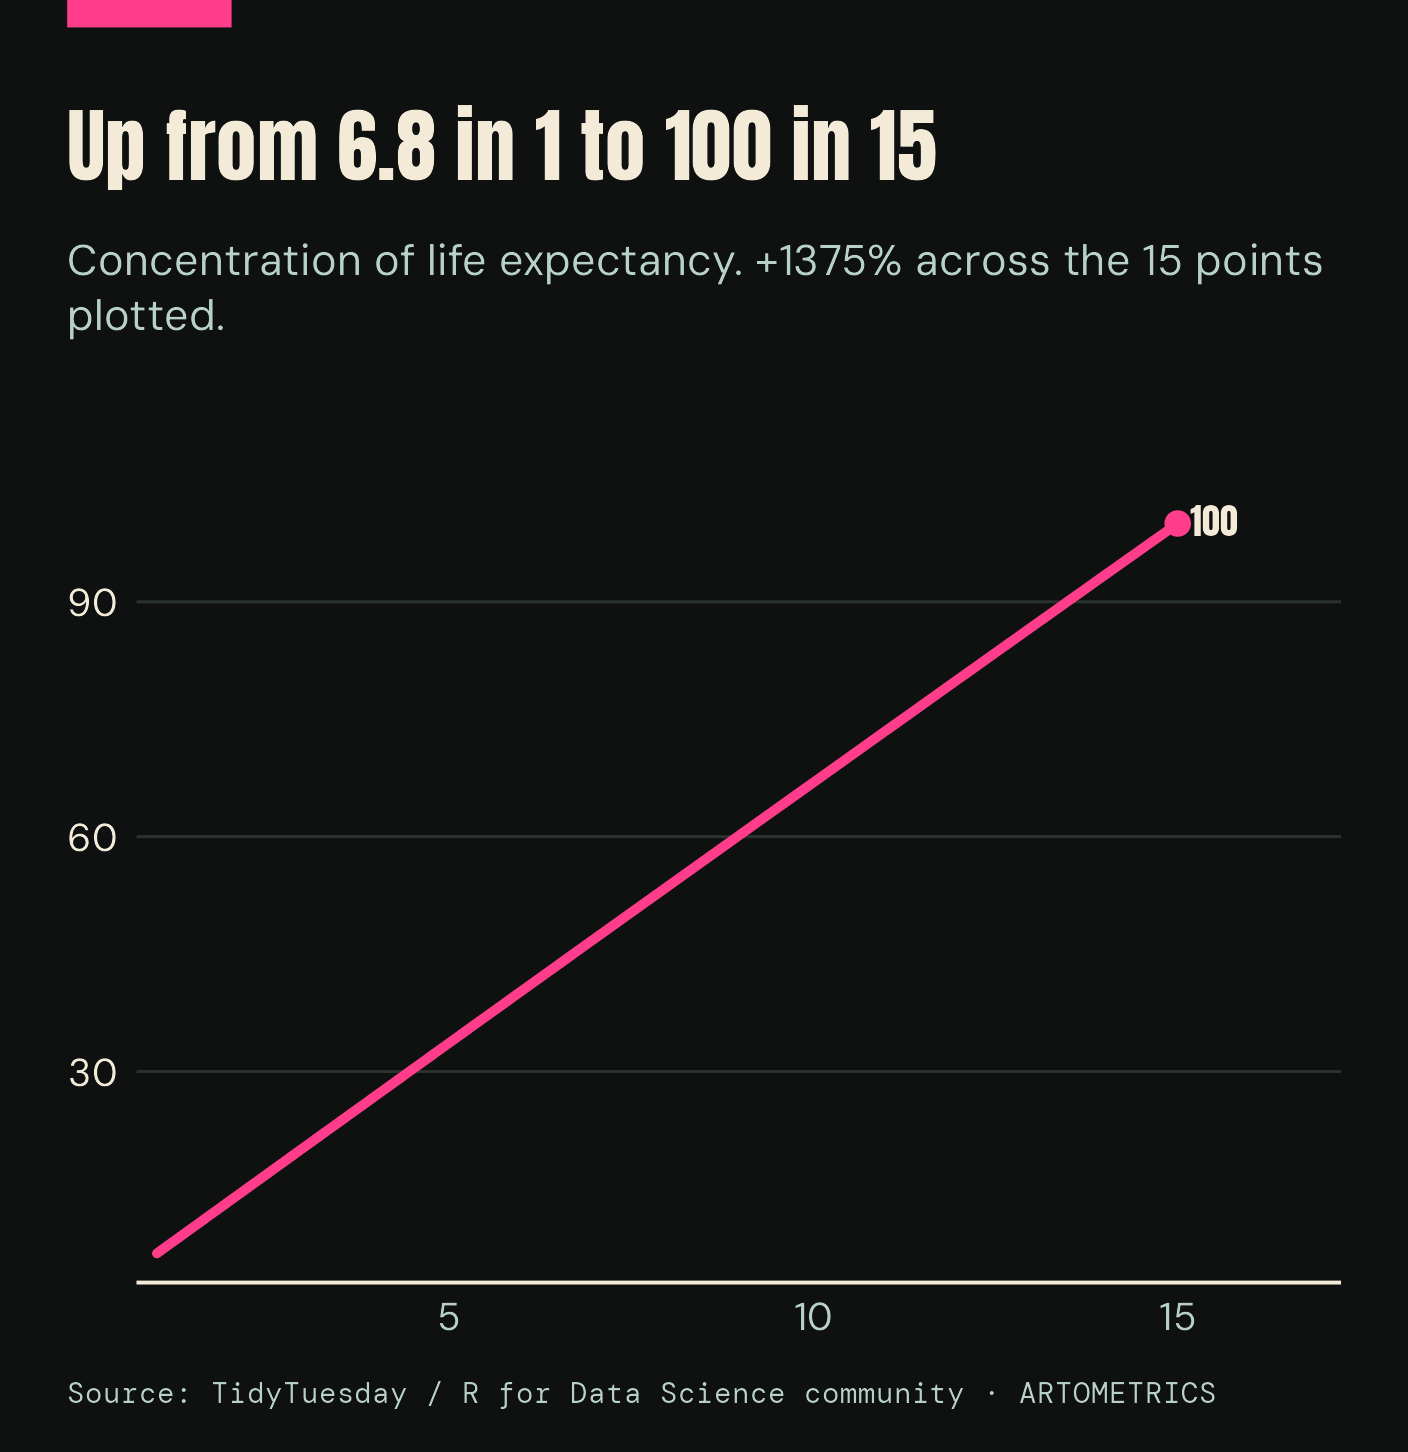 Up from 6.8 in 1 to 100 in 15
Concentration of life expectancy. +1375% across the 15 points
plotted.
100
90
60
30
5 10 15
Source: TidyTuesday / R for Data Science community · ARTOMETRICS